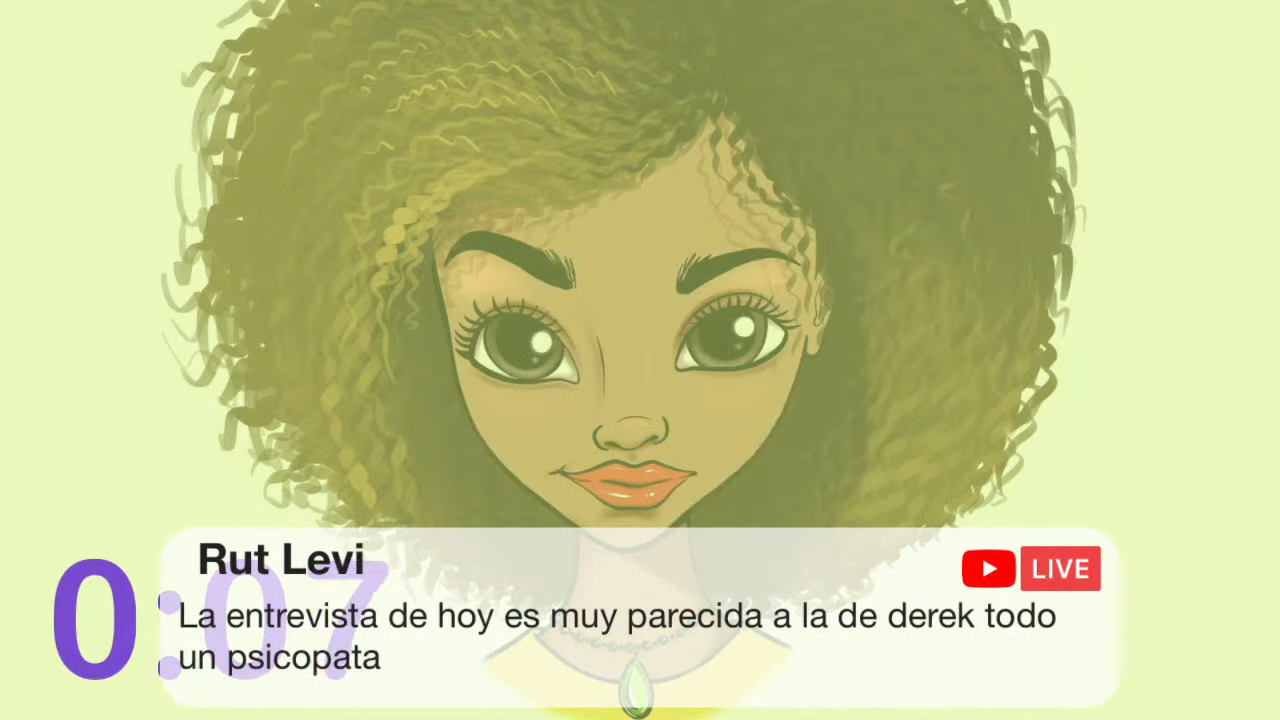 Rut Levi
LIVE
La entrevista de hoy es muy parecida a la de derek todo
un psicopata
0:07